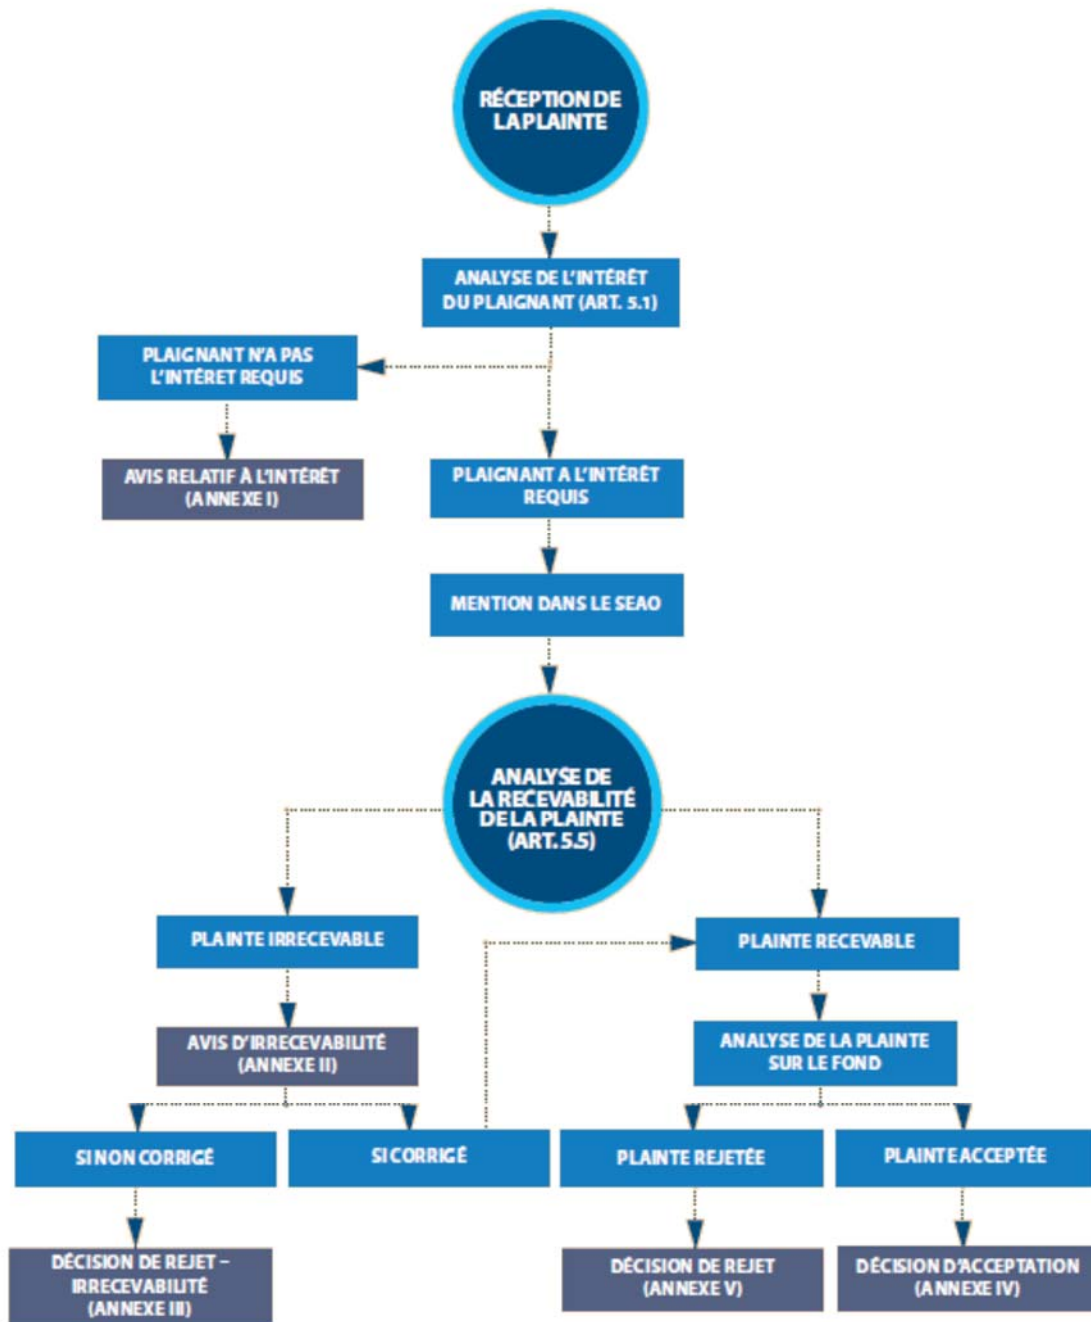 RÉCEPTION DE
LA PLAINTE
ANALYSE DE L'INTÉRÊT
DU PLAIGNANT (ART. 5.1)
PLAIGNANT N'A PAS
L'INTÉRET REQUIS
AVIS RELATIF À L'INTÉRÊT
(ANNEXE I)
PLAIGNANT A L'INTÉRÊT
REQUIS
MENTION DANS LE SEAO
ANALYSE DE
LA RECEVABILITÉ
DE LA PLAINTE
(ART. 5.5)
PLAINTE IRRECEVABLE
PLAINTE RECEVABLE
AVIS D'IRRECEVABILITÉ
(ANNEXE II)
ANALYSE DE LA PLAINTE
SUR LE FOND
SI NON CORRIGÉ
SI CORRIGÉ
PLAINTE REJETÉE
PLAINTE ACCEPTÉE
DÉCISION DE REJET –
IRRECEVABILITÉ
(ANNEXE III)
DÉCISION DE REJET
(ANNEXE V)
DÉCISION D'ACCEPTATION
(ANNEXE IV)